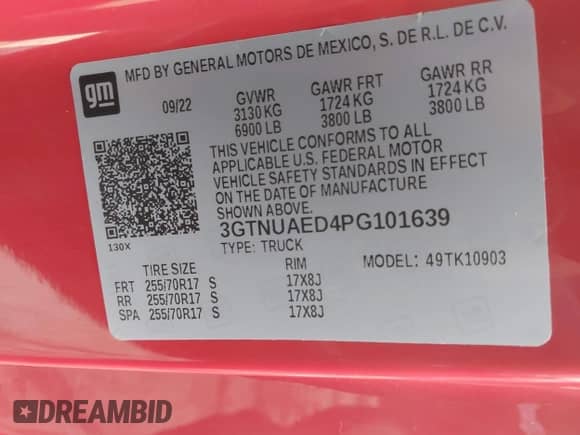 gm
MFD BY GENERAL MOTORS DE MEXICO, S. DE R.L. DE C.V.
09/22 GVWR GAWR FRT GAWR RR
3130 KG 1724 KG 1724 KG
6900 LB 3800 LB 3800 LB
THIS VEHICLE CONFORMS TO ALL
APPLICABLE U.S. FEDERAL MOTOR
VEHICLE SAFETY STANDARDS IN EFFECT
ON THE DATE OF MANUFACTURE
SHOWN ABOVE.
130X
3GTNUAED4PG101639
TYPE: TRUCK
TIRE SIZE RIM MODEL: 49TK10903
FRT 255/70R17 S 17X8J
RR 255/70R17 S 17X8J
SPA 255/70R17 S 17X8J
DREAMBID